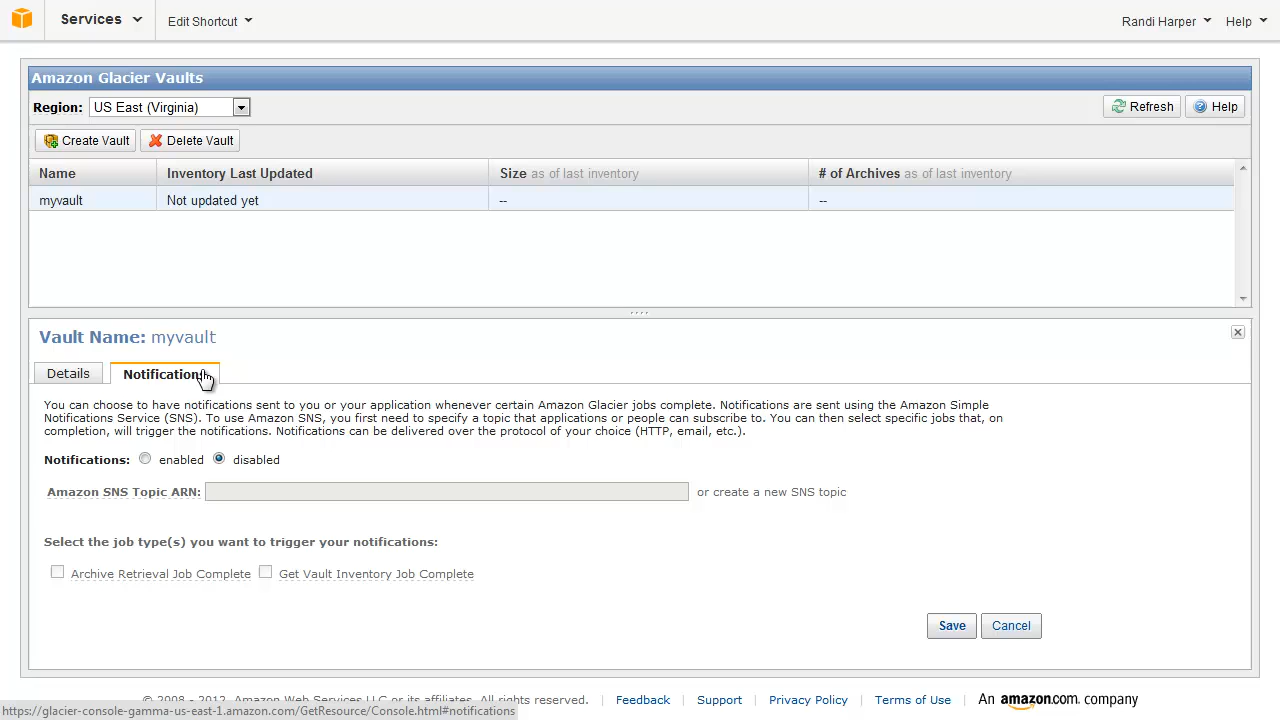 Services Edit Shortcut Randi Harper Help
Amazon Glacier Vaults
Region: US East (Virginia) Refresh Help
Create Vault Delete Vault
Name Inventory Last Updated Size as of last inventory # of Archives as of last inventory
myvault Not updated yet -- --
Vault Name: myvault
Details Notifications
You can choose to have notifications sent to you or your application whenever certain Amazon Glacier jobs complete. Notifications are sent using the Amazon Simple
Notifications Service (SNS). To use Amazon SNS, you first need to specify a topic that applications or people can subscribe to. You can then select specific jobs that, on
completion, will trigger the notifications. Notifications can be delivered over the protocol of your choice (HTTP, email, etc.).
Notifications: enabled disabled
Amazon SNS Topic ARN: or create a new SNS topic
Select the job type(s) you want to trigger your notifications:
Archive Retrieval Job Complete Get Vault Inventory Job Complete
Save Cancel
© 2008 - 2012, Amazon Web Services LLC or its affiliates. All rights reserved. Feedback Support Privacy Policy Terms of Use An amazon.com company
https://glacier-console-gamma-us-east-1.amazon.com/GetResource/Console.html#notifications